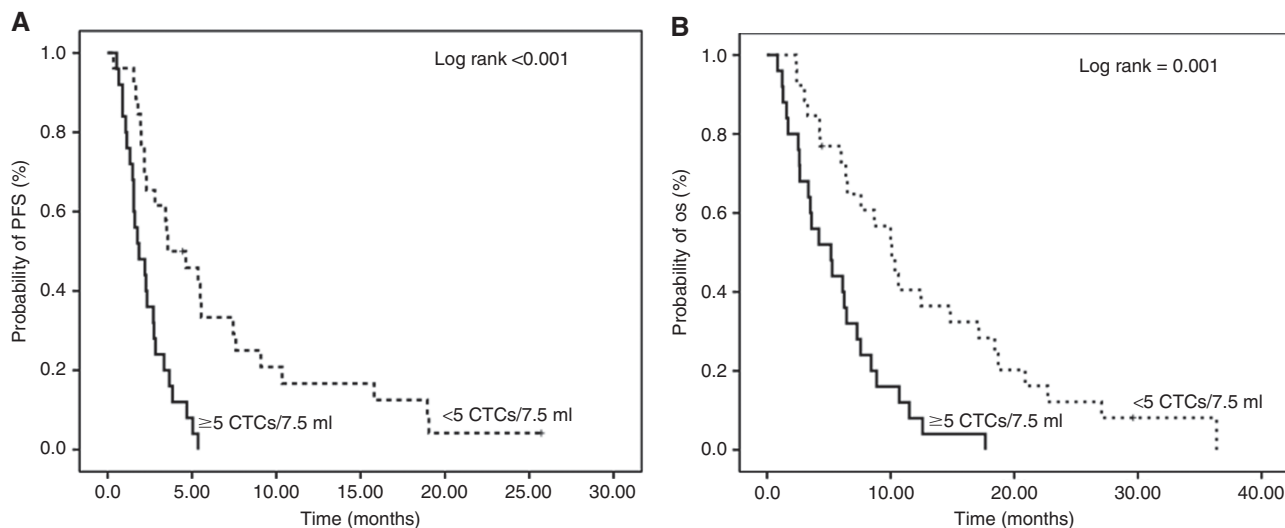 A
Log rank <0.001
Probability of PFS (%)
1.0
0.8
0.6
0.4
0.2
0.0
≥5 CTCs/7.5 ml
<5 CTCs/7.5 ml
0.0 5.00 10.00 15.00 20.00 25.00 30.00
Time (months)
B
Log rank = 0.001
Probability of os (%)
1.0
0.8
0.6
0.4
0.2
0.0
<5 CTCs/7.5 ml
≥5 CTCs/7.5 ml
0.0 10.00 20.00 30.00 40.00
Time (months)